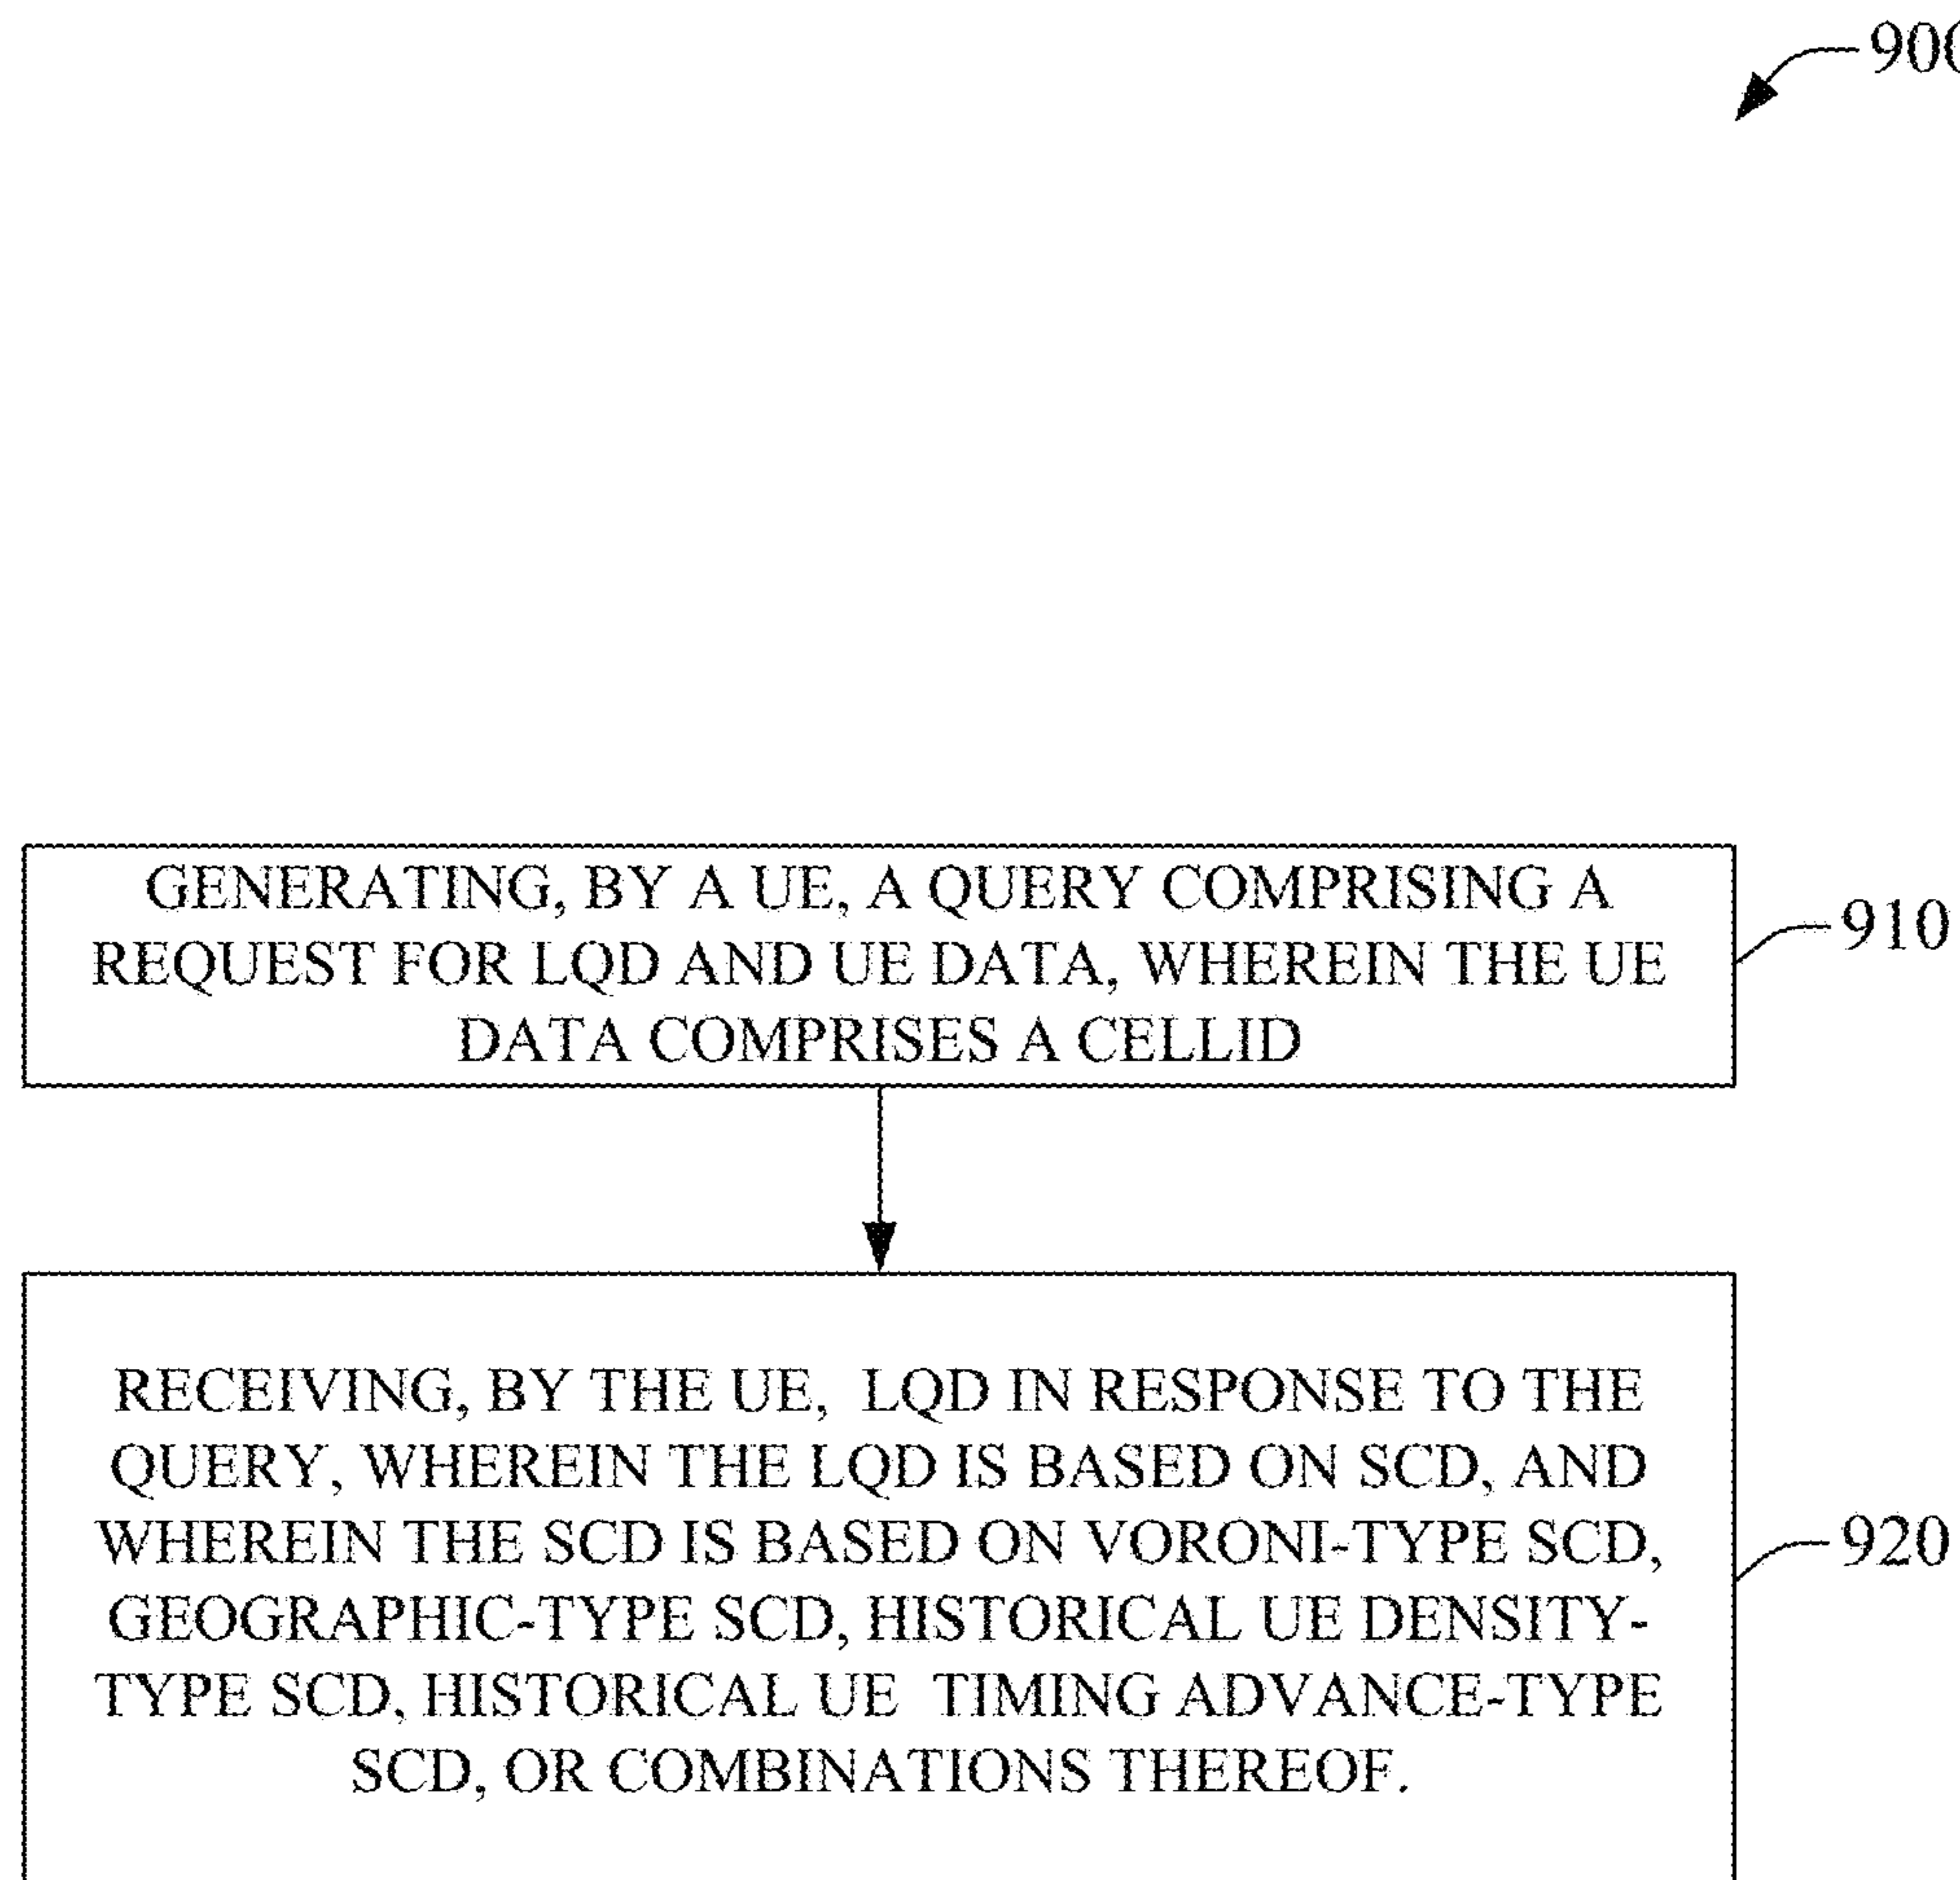 900
GENERATING, BY A UE, A QUERY COMPRISING A
REQUEST FOR LQD AND UE DATA, WHEREIN THE UE
DATA COMPRISES A CELLID
910
RECEIVING, BY THE UE, LQD IN RESPONSE TO THE
QUERY, WHEREIN THE LQD IS BASED ON SCD, AND
WHEREIN THE SCD IS BASED ON VORONI-TYPE SCD,
GEOGRAPHIC-TYPE SCD, HISTORICAL UE DENSITY-
TYPE SCD, HISTORICAL UE TIMING ADVANCE-TYPE
SCD, OR COMBINATIONS THEREOF.
920